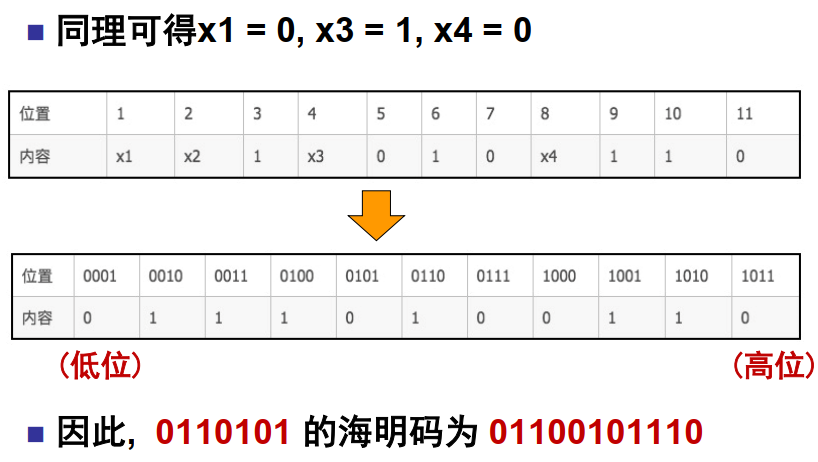 ■ 同理可得x1 = 0, x3 = 1, x4 = 0
位置 1 2 3 4 5 6 7 8 9 10 11
内容 x1 x2 1 x3 0 1 0 x4 1 1 0
位置 0001 0010 0011 0100 0101 0110 0111 1000 1001 1010 1011
内容 0 1 1 1 0 1 0 0 1 1 0
(低位) (高位)
■ 因此, 0110101 的海明码为 01100101110